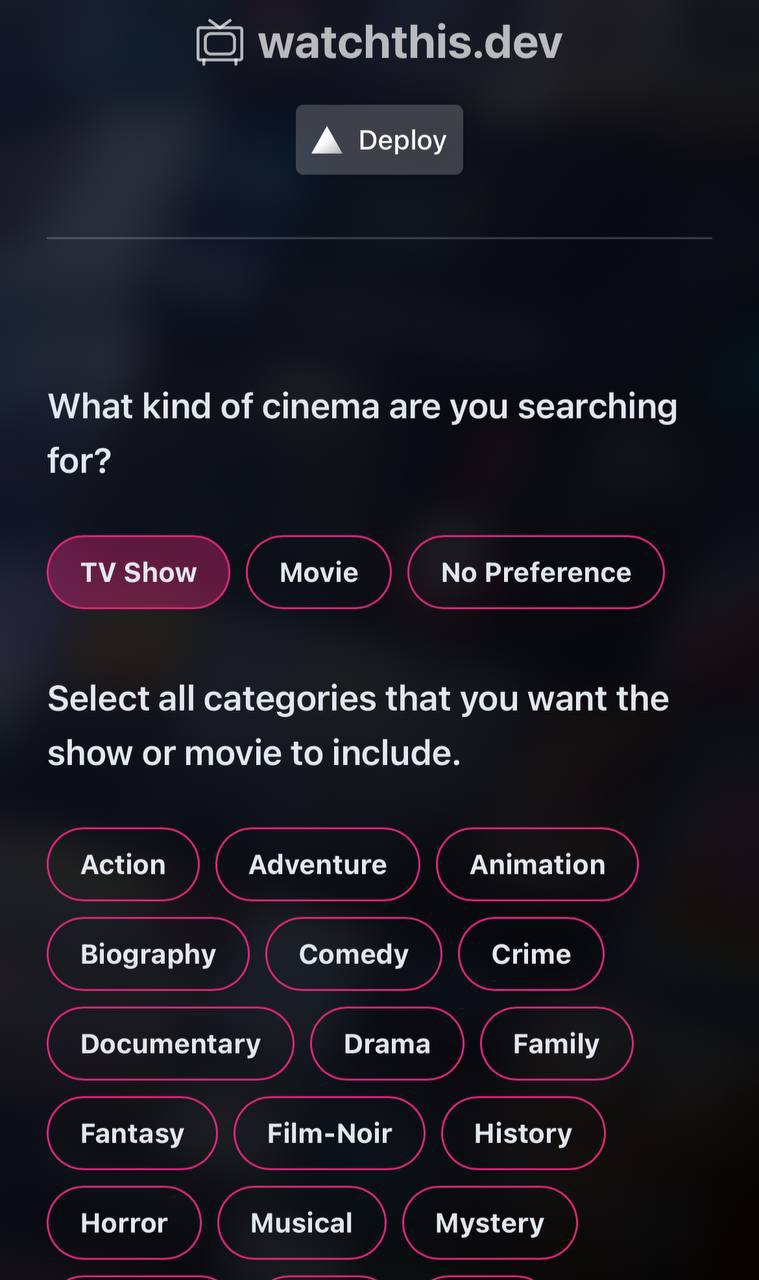 watchthis.dev
Deploy
What kind of cinema are you searching
for?
TV Show Movie No Preference
Select all categories that you want the
show or movie to include.
Action Adventure Animation
Biography Comedy Crime
Documentary Drama Family
Fantasy Film-Noir History
Horror Musical Mystery